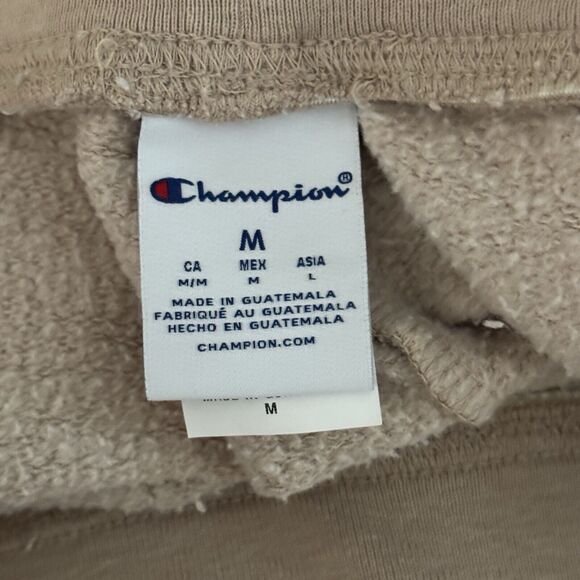 Champion®
M
CA MEX ASIA
M/M M L
MADE IN GUATEMALA
FABRIQUÉ AU GUATEMALA
HECHO EN GUATEMALA
CHAMPION.COM
M